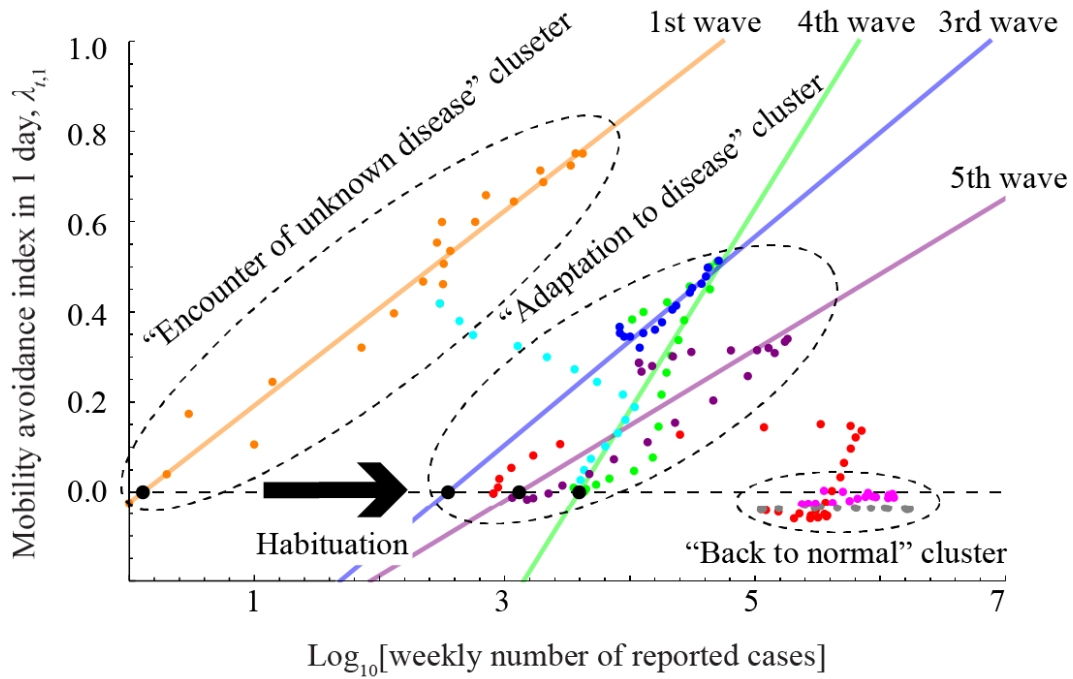 1st wave
4th wave
3rd wave
5th wave
“Encounter of unknown disease” cluseter
“Adaptation to disease” cluster
Mobility avoidance index in 1 day, λt,1
1.0
0.8
0.6
0.4
0.2
0.0
Habituation
“Back to normal” cluster
1
3
5
7
Log10[weekly number of reported cases]